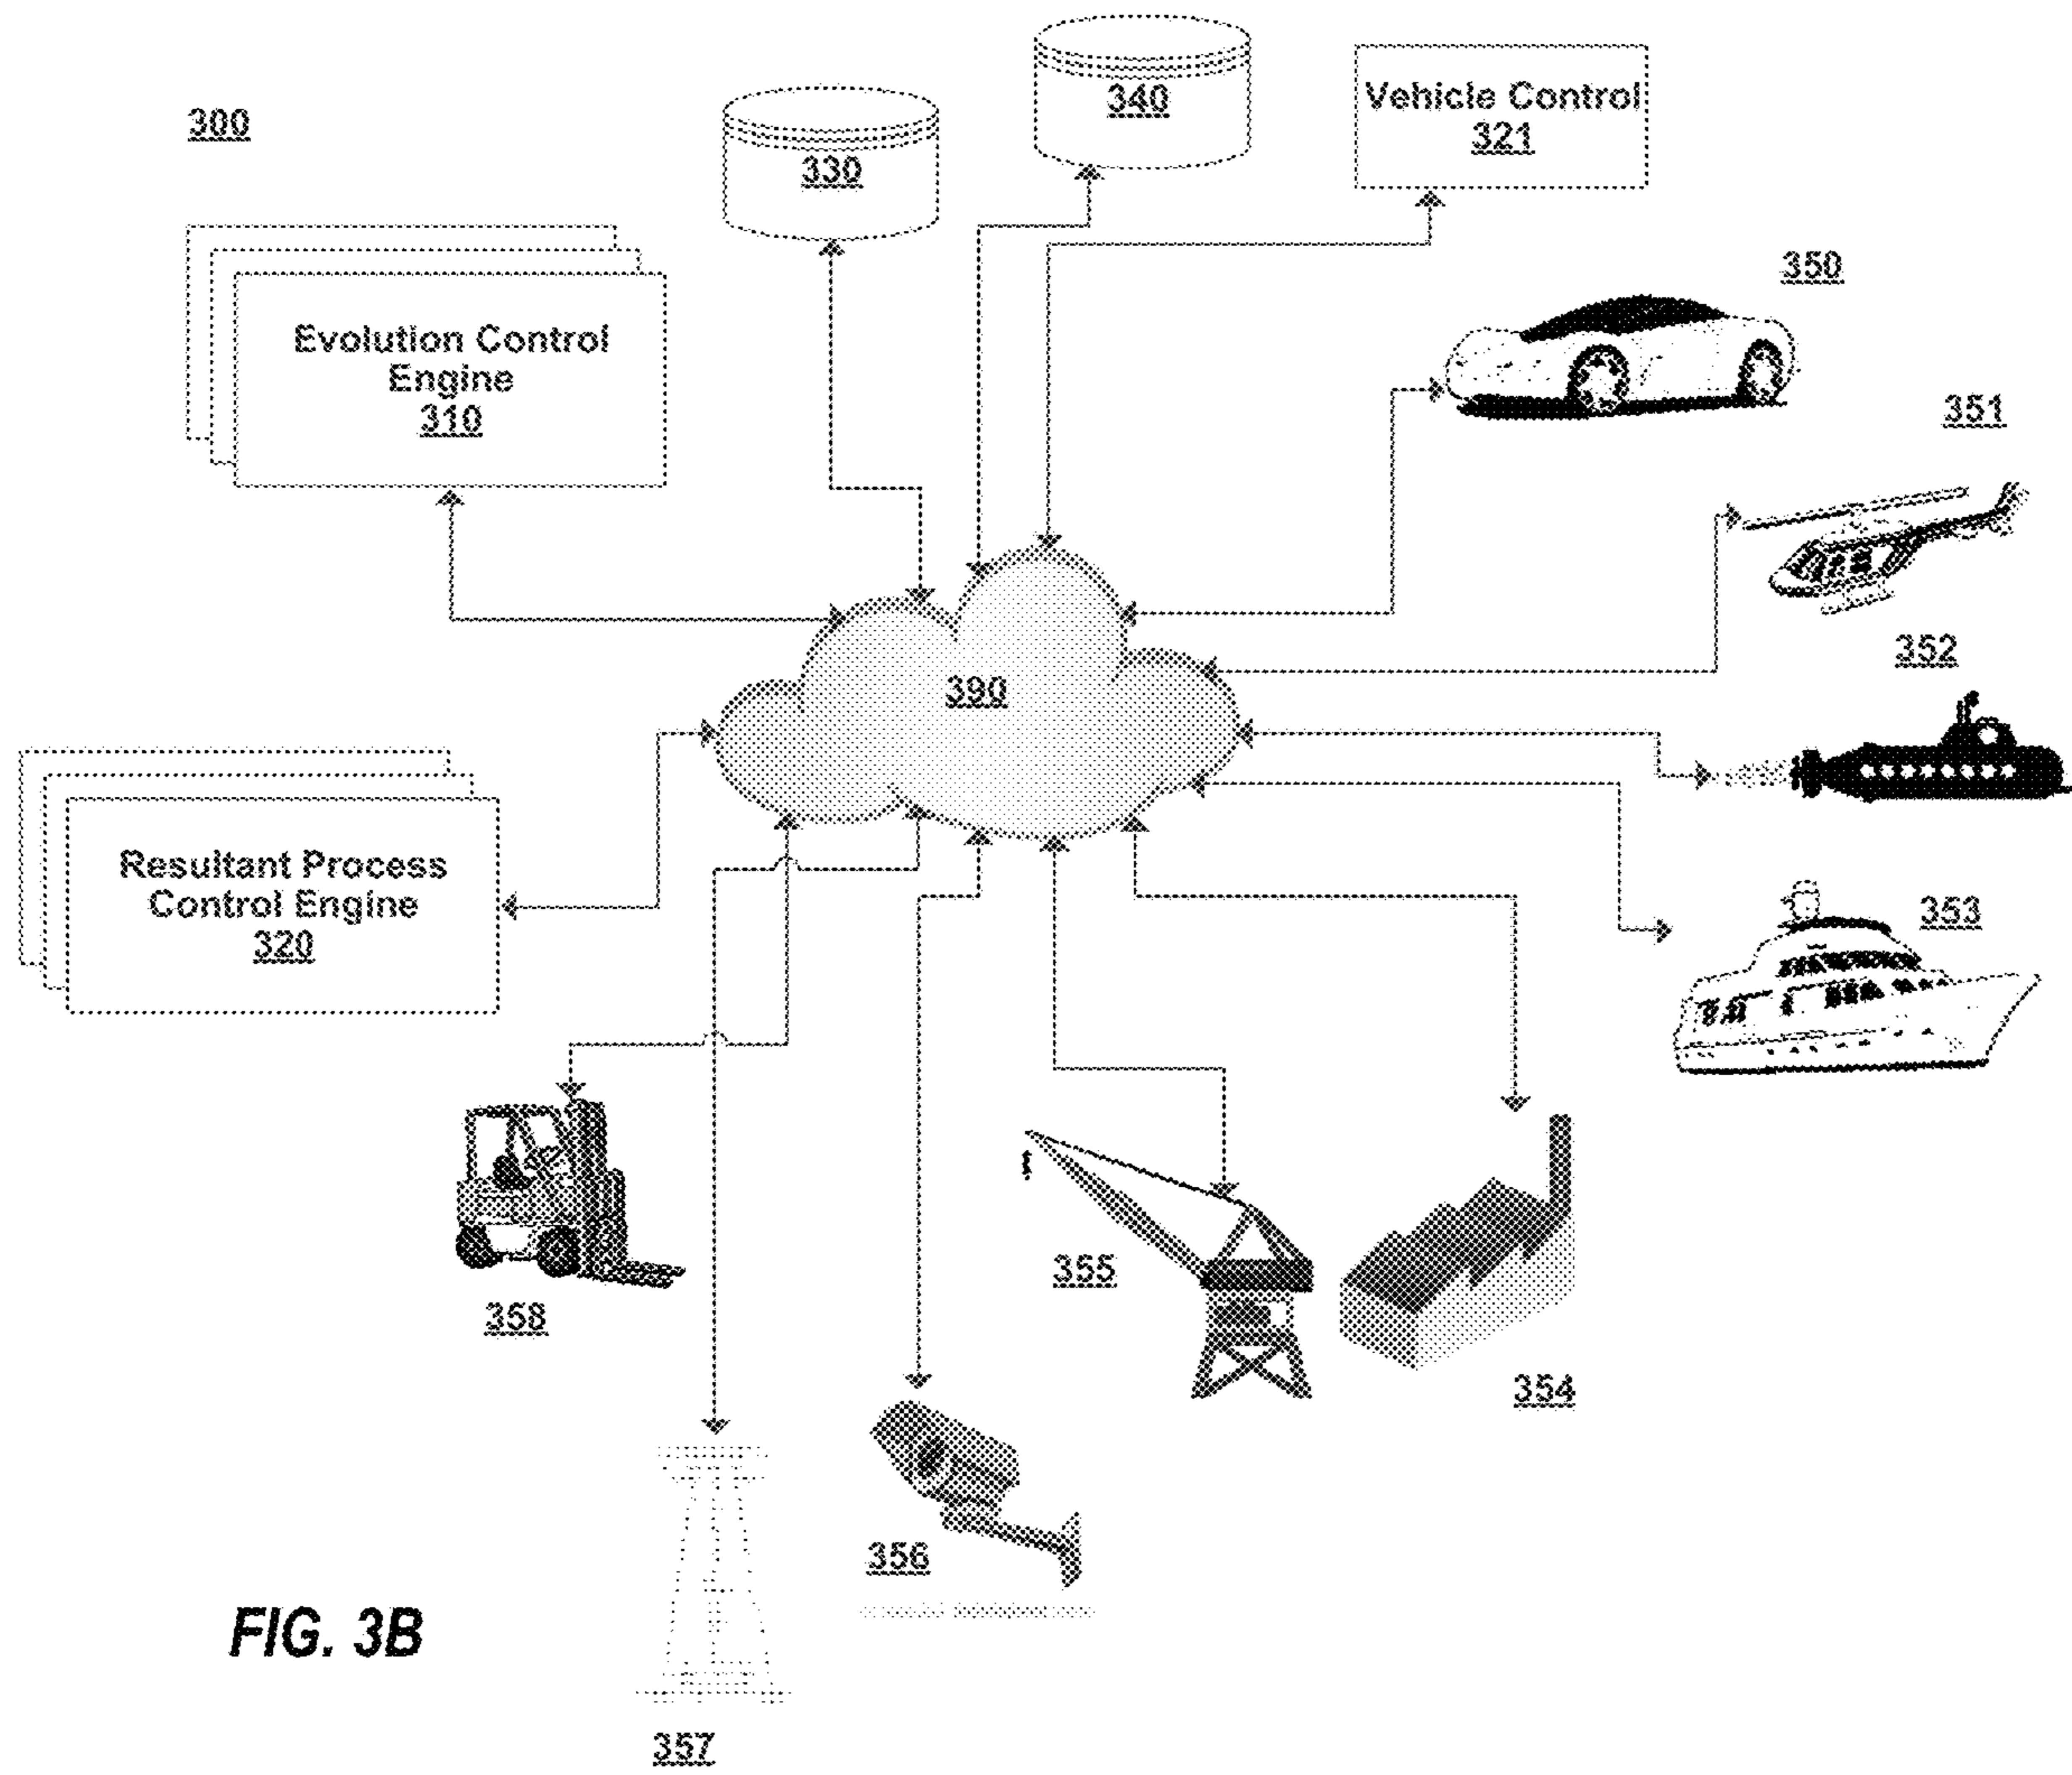 340
Vehicle Control
321
300
330
350
Evolution Control
Engine
310
351
352
390
Resultant Process
Control Engine
320
353
355
358
354
356
FIG. 3B
357